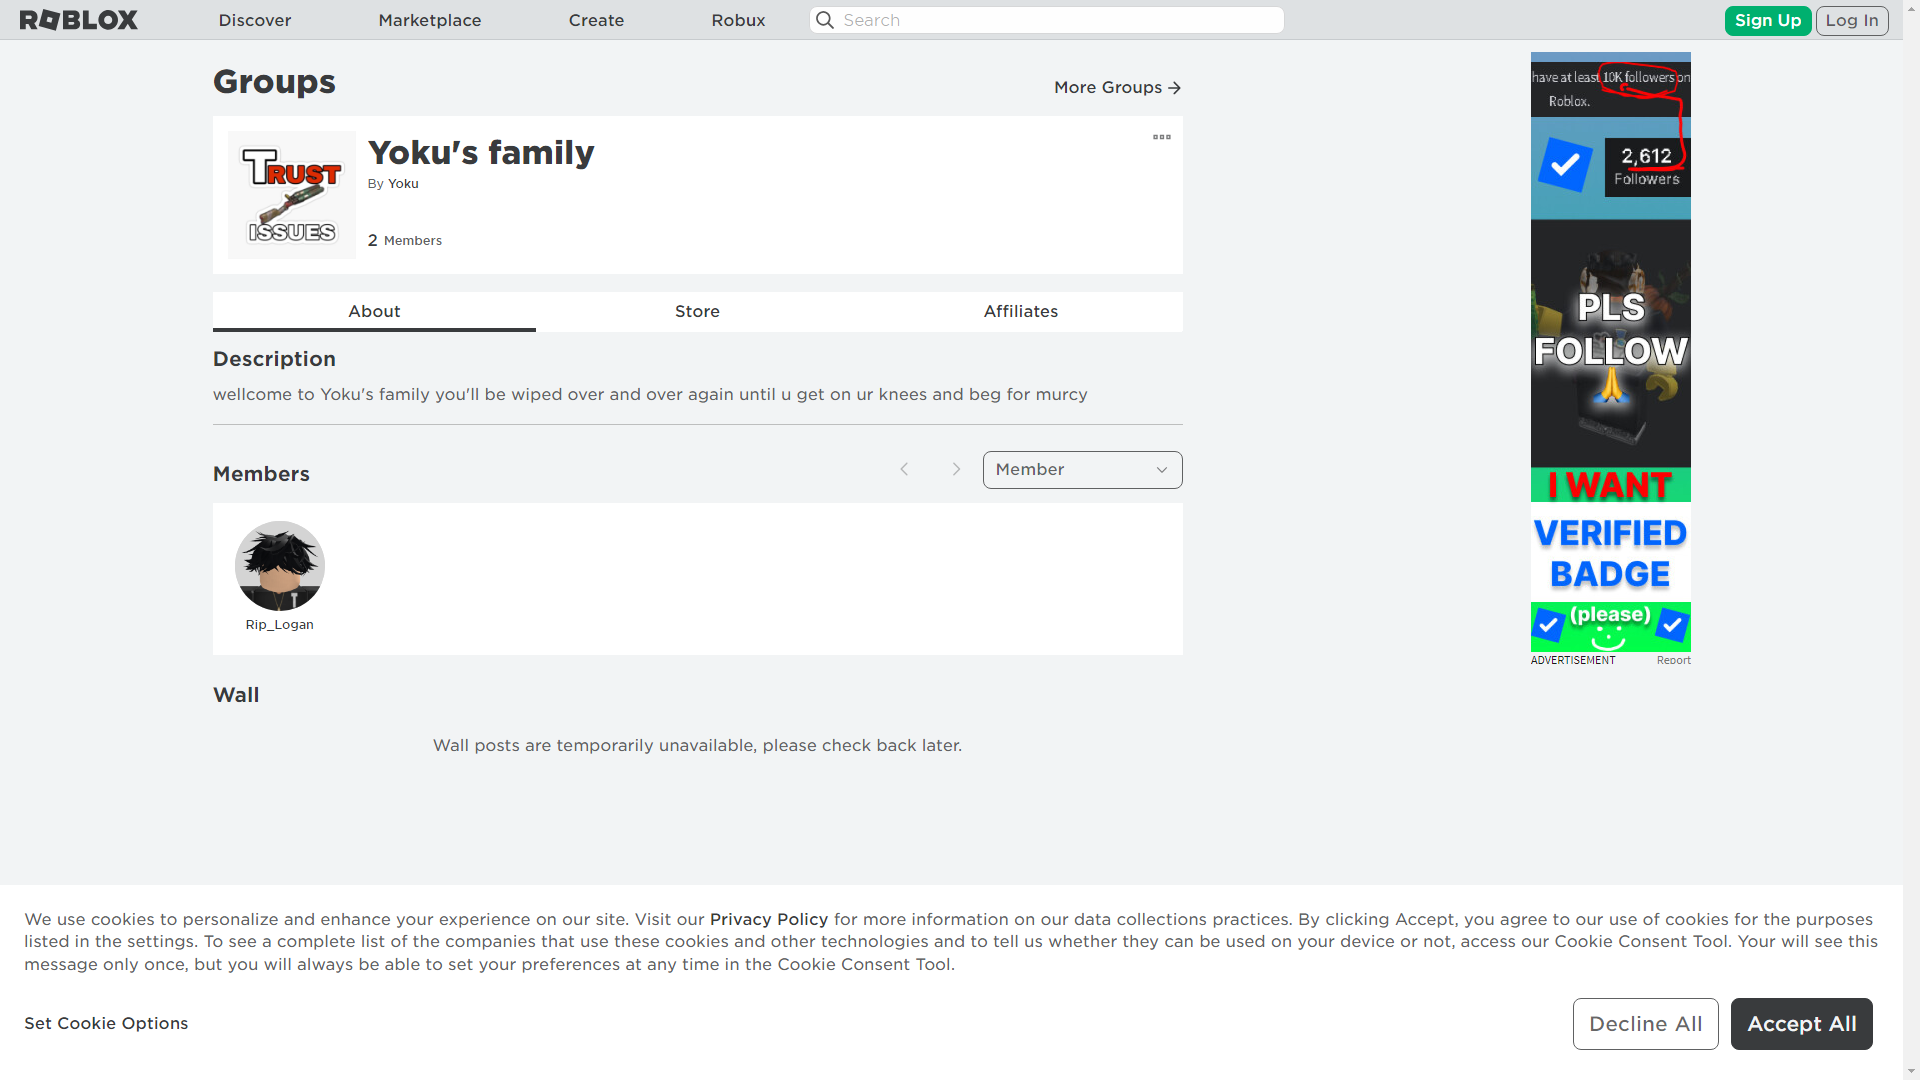 ROBLOX
Discover
Marketplace
Create
Robux
Search
Sign Up
Log In
Groups
More Groups
TRUST
ISSUES
Yoku's family
By Yoku
2 Members
About
Store
Affiliates
Description
wellcome to Yoku's family you'll be wiped over and over again until u get on ur knees and beg for murcy
Members
Member
Rip_Logan
Wall
Wall posts are temporarily unavailable, please check back later.
have at least 10K followers on
Roblox.
2,612
Followers
PLS
FOLLOW
I WANT
VERIFIED
BADGE
(please)
ADVERTISEMENT
Report
We use cookies to personalize and enhance your experience on our site. Visit our Privacy Policy for more information on our data collections practices. By clicking Accept, you agree to our use of cookies for the purposes
listed in the settings. To see a complete list of the companies that use these cookies and other technologies and to tell us whether they can be used on your device or not, access our Cookie Consent Tool. Your will see this
message only once, but you will always be able to set your preferences at any time in the Cookie Consent Tool.
Set Cookie Options
Decline All
Accept All